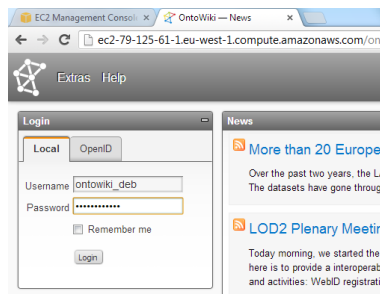 EC2 Management Consol
OntoWiki — News
ec2-79-125-61-1.eu-west-1.compute.amazonaws.com/on
Extras Help
Login
Local OpenID
Username ontowiki_deb
Password ************
Remember me
Login
News
More than 20 Europe
Over the past two years, the LA
The datasets have gone throug
LOD2 Plenary Meetin
Today morning, we started the
here is to provide a interoperab
and activities: WebID registrati